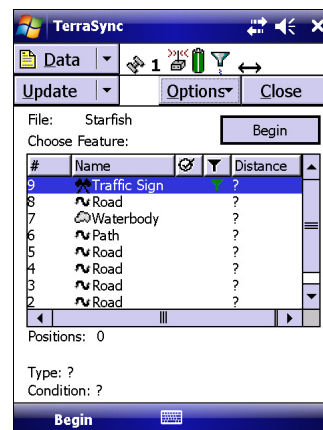 TerraSync
Data 1
Update Options Close
File: Starfish Begin
Choose Feature:
# Name Distance
9 Traffic Sign ?
8 Road ?
7 Waterbody ?
6 Path ?
5 Road ?
4 Road ?
3 Road ?
2 Road ?
Positions: 0
Type: ?
Condition: ?
Begin